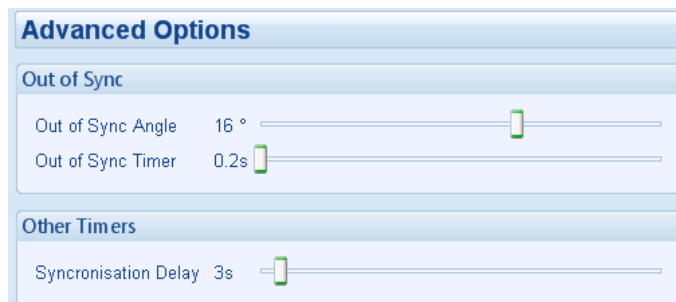 Advanced Options
Out of Sync
Out of Sync Angle 16 °
Out of Sync Timer 0.2s
Other Timers
Syncronisation Delay 3s